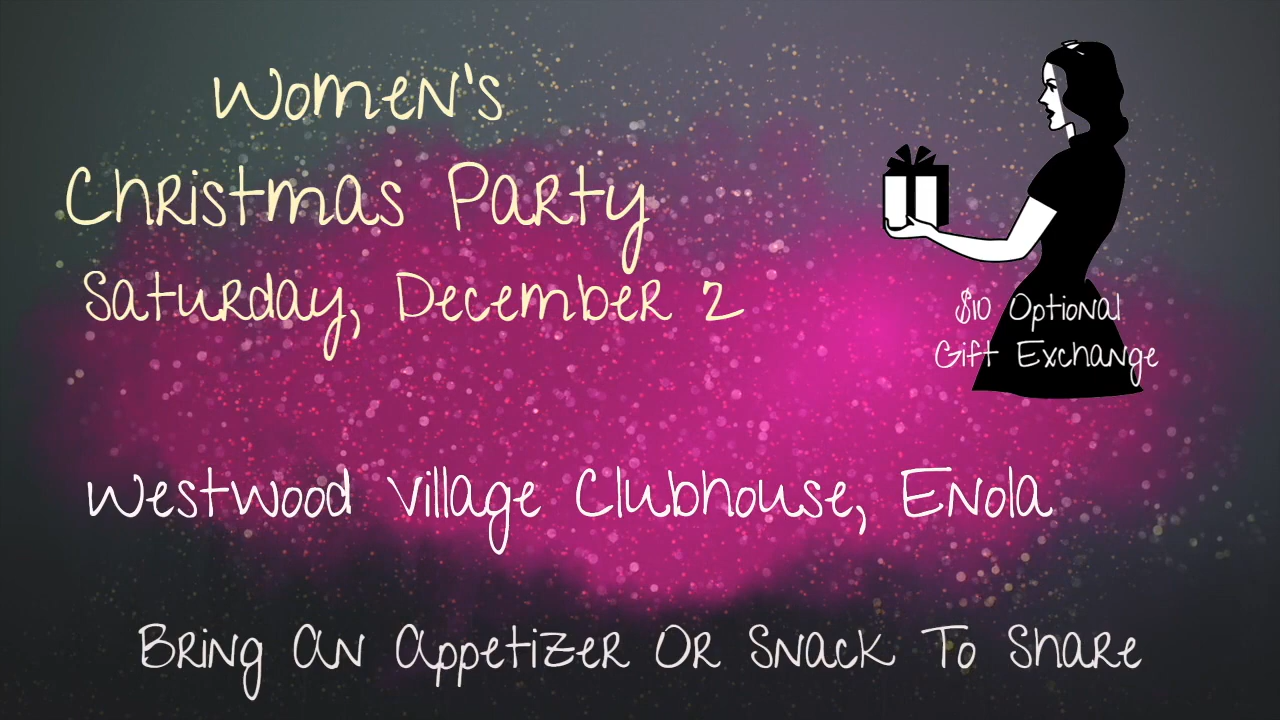 Women's
Christmas Party
Saturday, December 2
$10 Optional
Gift Exchange
Westwood Village Clubhouse, Enola
Bring An Appetizer Or Snack To Share